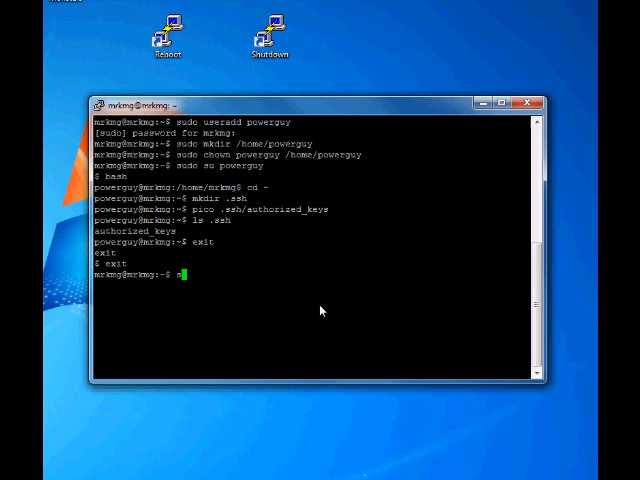 Reboot
Shutdown
mrkmg@mrkmg: ~
mrkmg@mrkmg:~$ sudo useradd powerguy
[sudo] password for mrkmg:
mrkmg@mrkmg:~$ sudo mkdir /home/powerguy
mrkmg@mrkmg:~$ sudo chown powerguy /home/powerguy
mrkmg@mrkmg:~$ sudo su powerguy
$ bash
powerguy@mrkmg:/home/mrkmg$ cd ~
powerguy@mrkmg:~$ mkdir .ssh
powerguy@mrkmg:~$ pico .ssh/authorized_keys
powerguy@mrkmg:~$ ls .ssh
authorized_keys
powerguy@mrkmg:~$ exit
exit
$ exit
mrkmg@mrkmg:~$ s